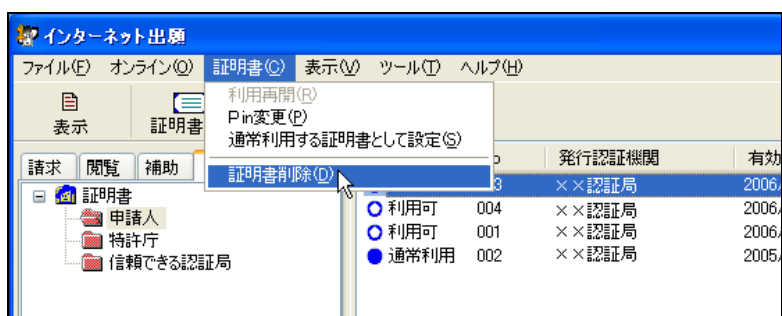 インターネット出願
ファイル(F) オンライン(O) 証明書(C) 表示(V) ツール(T) ヘルプ(H)
利用再開(R)
Pin変更(P)
通常利用する証明書として設定(S)
証明書削除(D)
表示 証明書
請求 閲覧 補助
発行認証機関 有効
証明書
申請人
特許庁
信頼できる認証局
3 ××認証局 2006/
利用可 004 ××認証局 2006/
利用可 001 ××認証局 2006/
通常利用 002 ××認証局 2005/